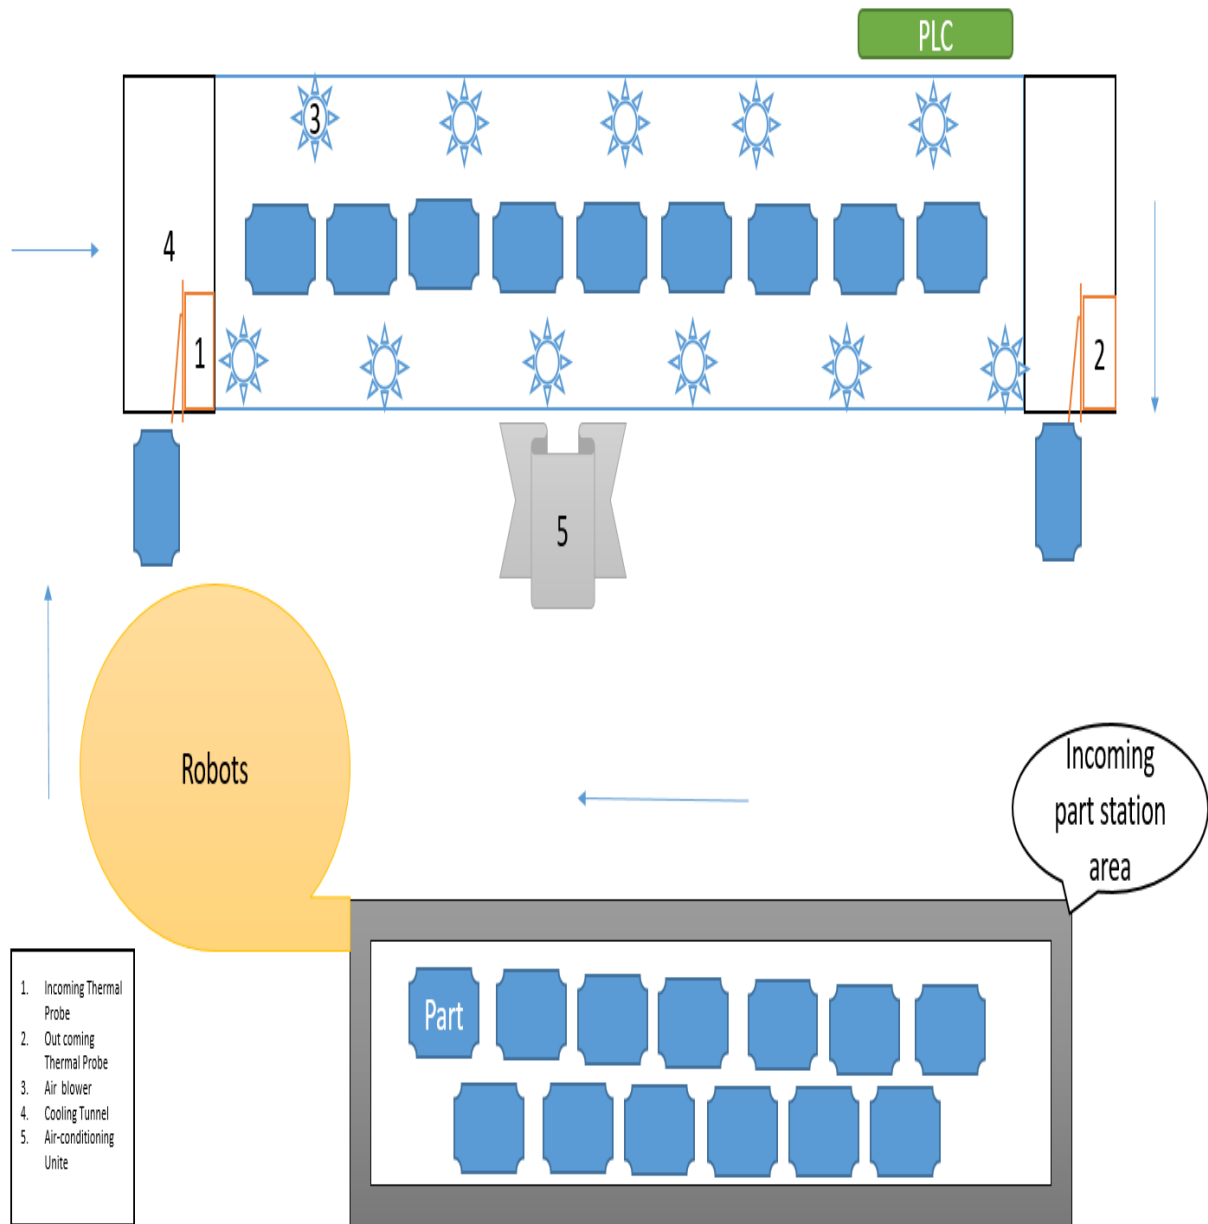 PLC
3
4
1
2
5
Robots
Incoming
part station
area
Part
1. Incoming Thermal
Probe
2. Out coming
Thermal Probe
3. Air blower
4. Cooling Tunnel
5. Air-conditioning
Unite